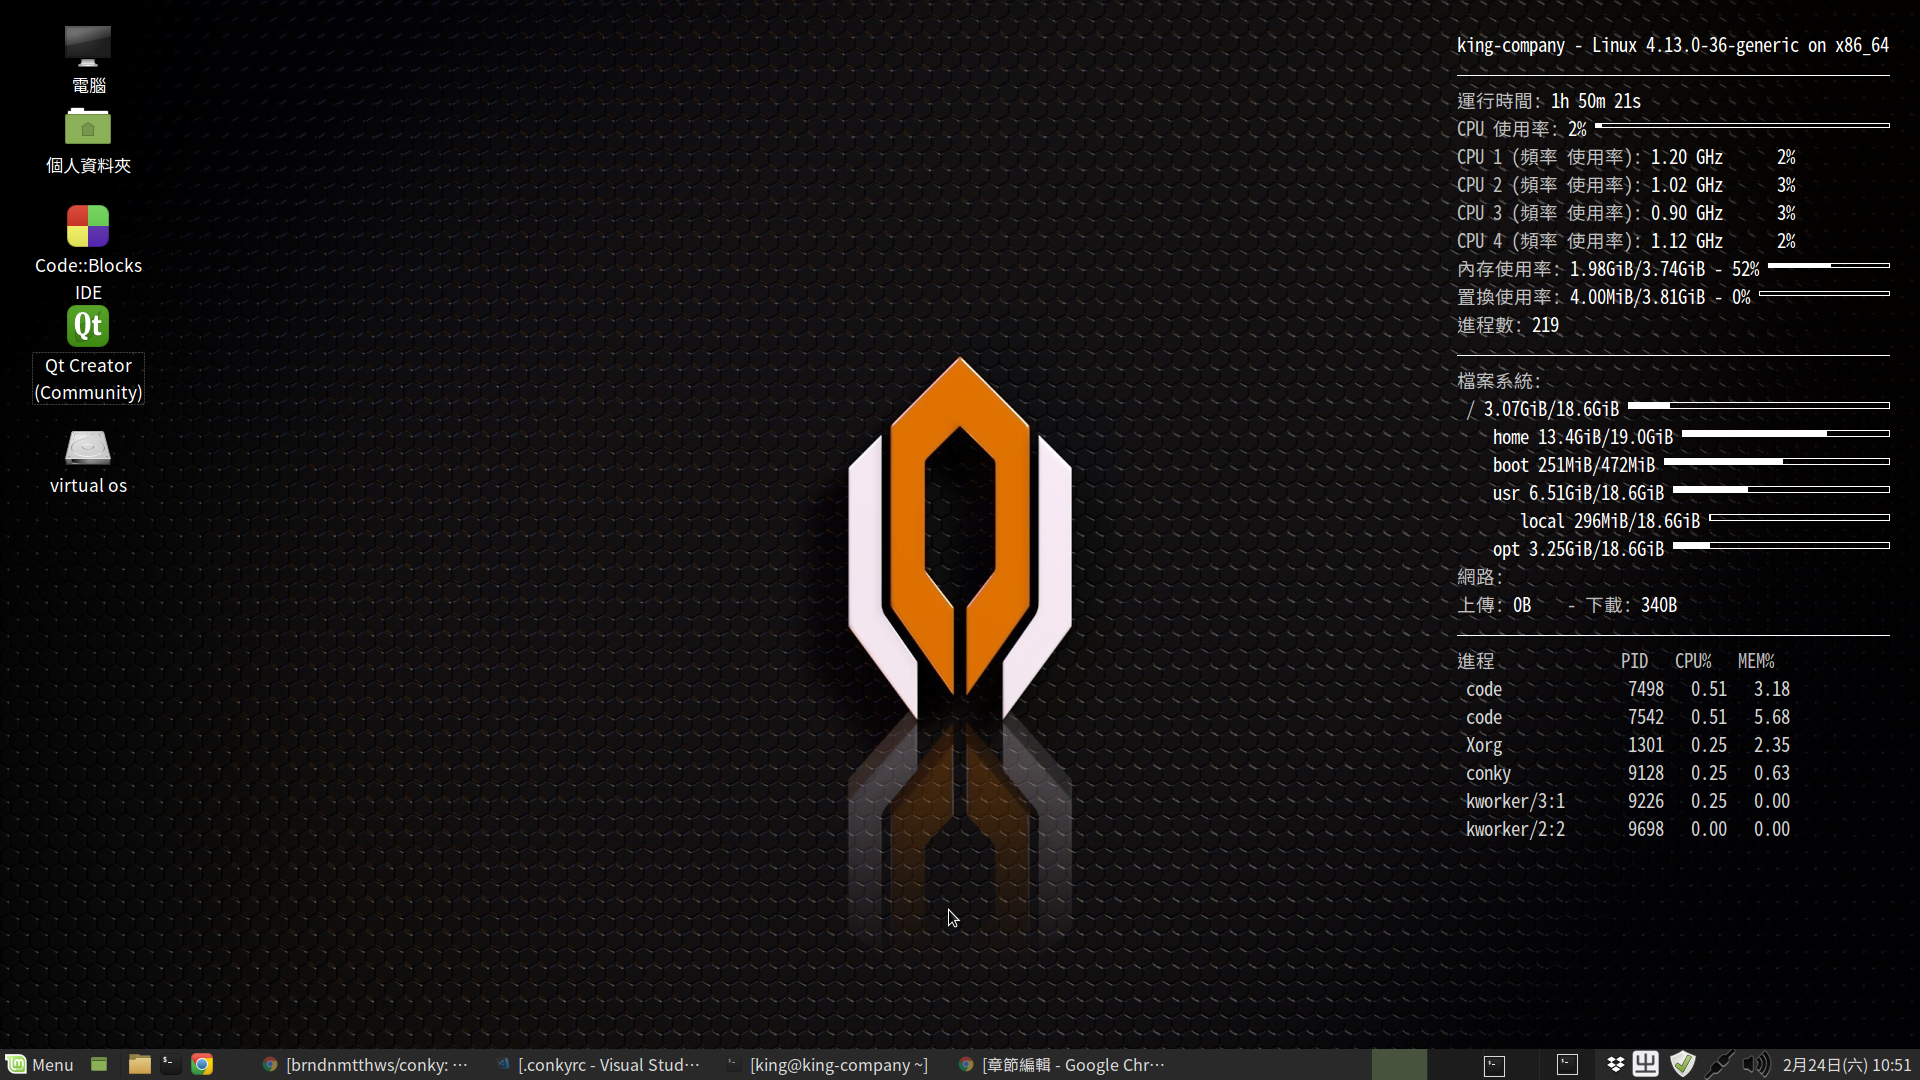 電腦
個人資料夾
Code::Blocks
IDE
Qt
Qt Creator
(Community)
virtual os
king-company - Linux 4.13.0-36-generic on x86_64
運行時間: 1h 50m 21s
CPU 使用率: 2%
CPU 1 (頻率 使用率): 1.20 GHz 2%
CPU 2 (頻率 使用率): 1.02 GHz 3%
CPU 3 (頻率 使用率): 0.90 GHz 3%
CPU 4 (頻率 使用率): 1.12 GHz 2%
內存使用率: 1.98GiB/3.74GiB - 52%
置換使用率: 4.00MiB/3.81GiB - 0%
進程數: 219
檔案系統:
/ 3.07GiB/18.6GiB
home 13.4GiB/19.0GiB
boot 251MiB/472MiB
usr 6.51GiB/18.6GiB
local 296MiB/18.6GiB
opt 3.25GiB/18.6GiB
網路:
上傳: 0B - 下載: 340B
進程 PID CPU% MEM%
code 7498 0.51 3.18
code 7542 0.51 5.68
Xorg 1301 0.25 2.35
conky 9128 0.25 0.63
kworker/3:1 9226 0.25 0.00
kworker/2:2 9698 0.00 0.00
Menu [brndnmtthws/conky: ··· [.conkyrc - Visual Stud··· [king@king-company ~] [章節編輯 - Google Chr··· 2月24日(六) 10:51